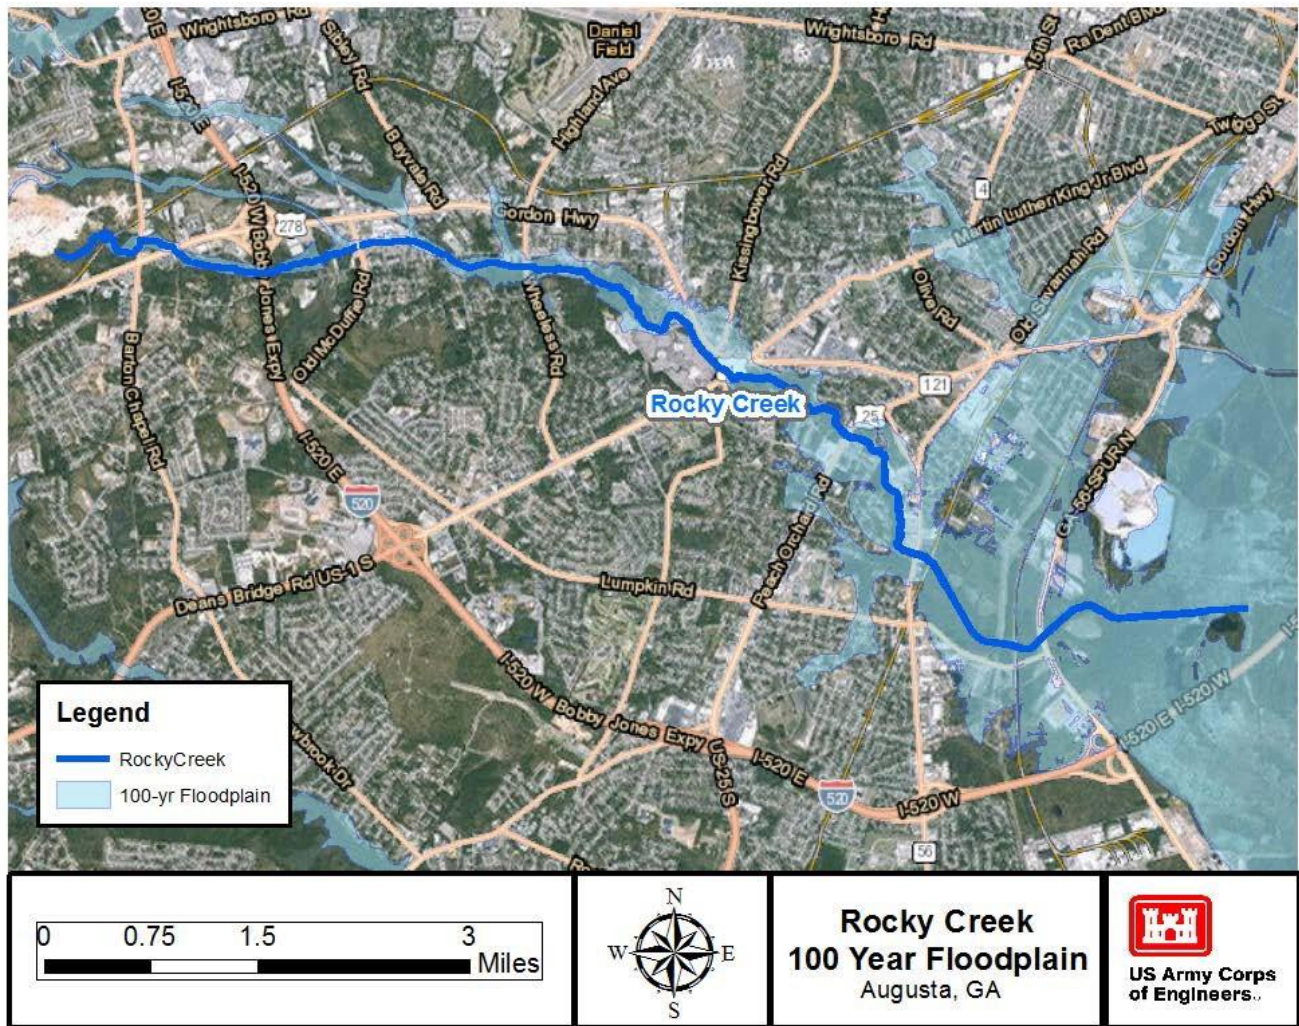 Wrightsboro Rd
Sibley Rd
I-520 E
Daniel
Field
Highland Ave
Wrightsboro Rd
15th St
Ra Dent Blvd
Twiggs St
I-520 E
Bayvale Rd
I-520 W Bobby Jones Expy
278
Gordon Hwy
Kissingbower Rd
4
Martin Luther King Jr Blvd
Gordon Hwy
Old Savannah Rd
Olive Rd
Wheeless Rd
Old McDuffie Rd
Barton Chapel Rd
121
Rocky Creek
25
I-520 E
520
56-SPUR N
Peach Orchard Rd
Deans Bridge Rd US-1 S
Lumpkin Rd
I-520 W Bobby Jones Expy US-25 S
I-520 E
520
I-520 W
I-520 E I-520 W
56
Legend
RockyCreek
100-yr Floodplain
0 0.75 1.5 3
Miles
N
W E
S
Rocky Creek
100 Year Floodplain
Augusta, GA
US Army Corps
of Engineers